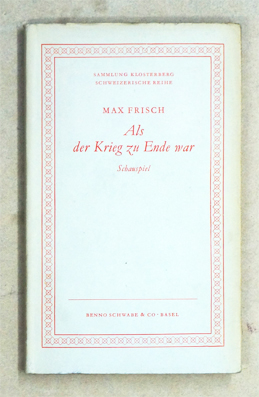 SAMMLUNG KLOSTERBERG
SCHWEIZERISCHE REIHE
MAX FRISCH
Als
der Krieg zu Ende war
Schauspiel
BENNO SCHWABE & CO · BASEL